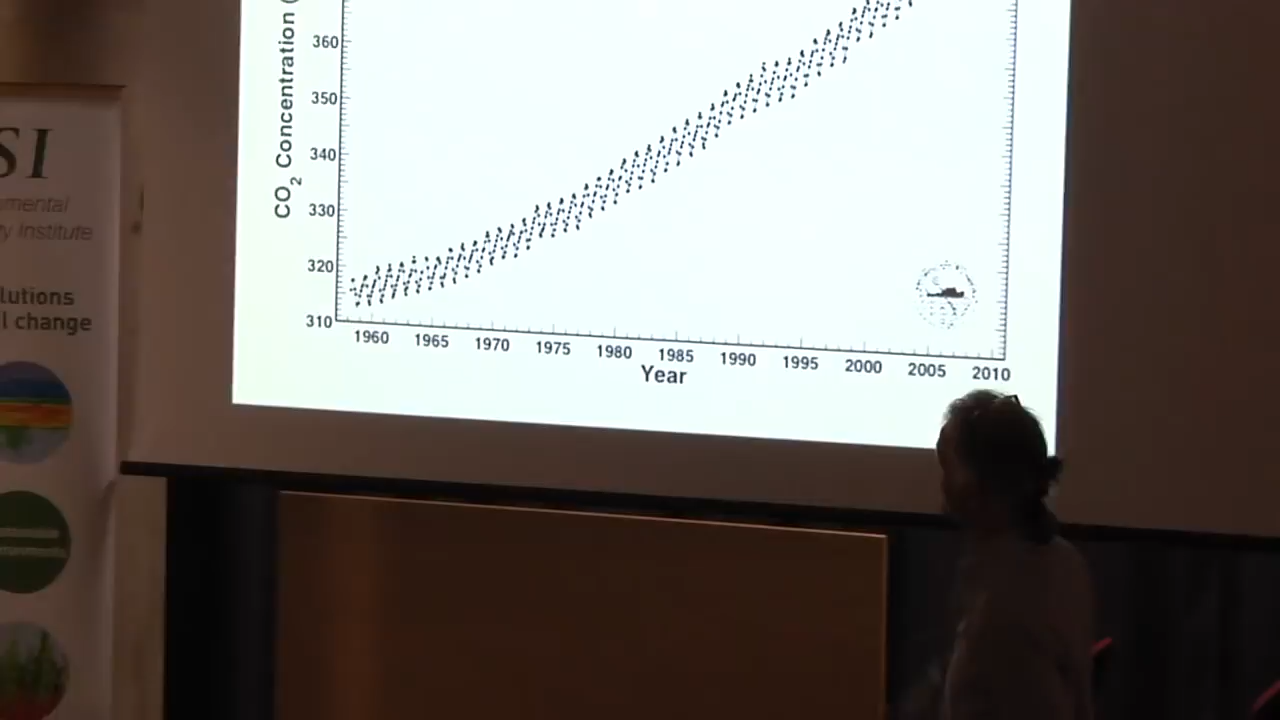 SI
mental
y Institute
lutions
l change
CO2 Concentration (
360
350
340
330
320
310
1960 1965 1970 1975 1980 1985 1990 1995 2000 2005 2010
Year